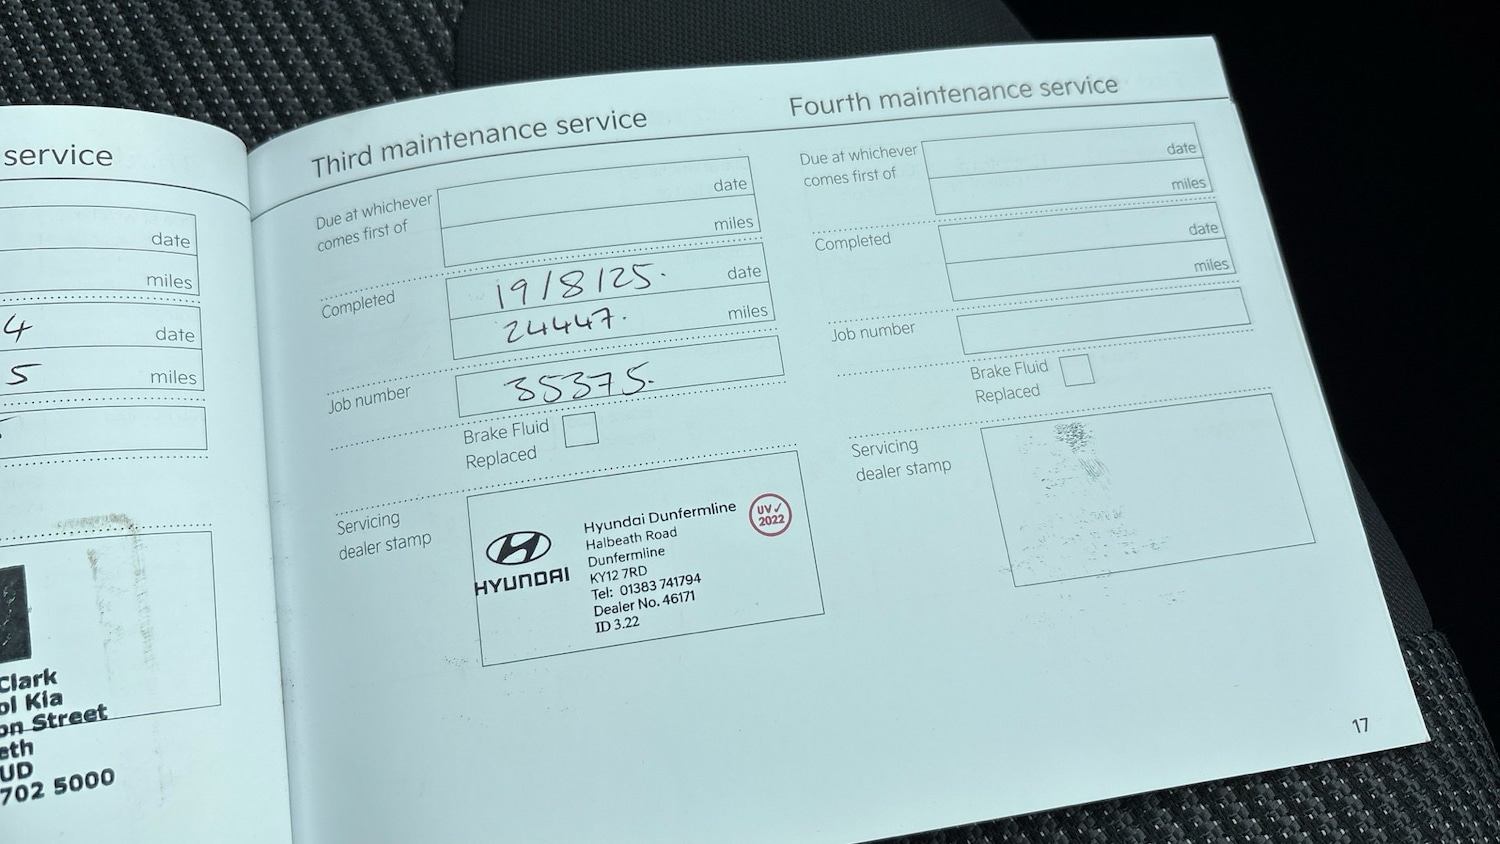 service
date
miles
4 date
5 miles
Clark
ol Kia
on Street
eth
UD
702 5000
Third maintenance service
Due at whichever
comes first of
date
miles
Completed
19/8/25. date
24447. miles
Job number
35375.
Brake Fluid
Replaced
Servicing
dealer stamp
HYUNDAI
Hyundai Dunfermline
Halbeath Road
Dunfermline
KY12 7RD
Tel: 01383 741794
Dealer No. 46171
ID 3.22
UV✓
2022
Fourth maintenance service
Due at whichever
comes first of
date
miles
Completed
date
miles
Job number
Brake Fluid
Replaced
Servicing
dealer stamp
17